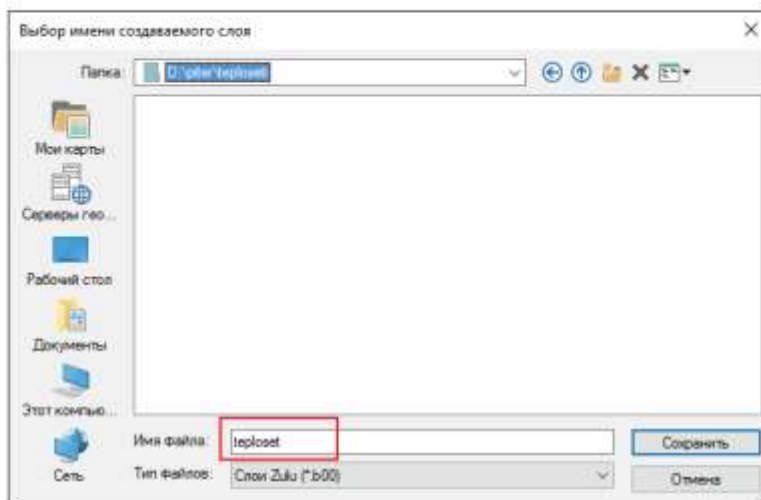 Выбор имени создаваемого слоя
Папка: D:\piter\teploset\
Мои карты
Серверы гео...
Рабочий стол
Документы
Этот компью...
Сеть
Имя файла: teploset
Сохранить
Тип файлов: Слои Zulu (*.b00)
Отмена